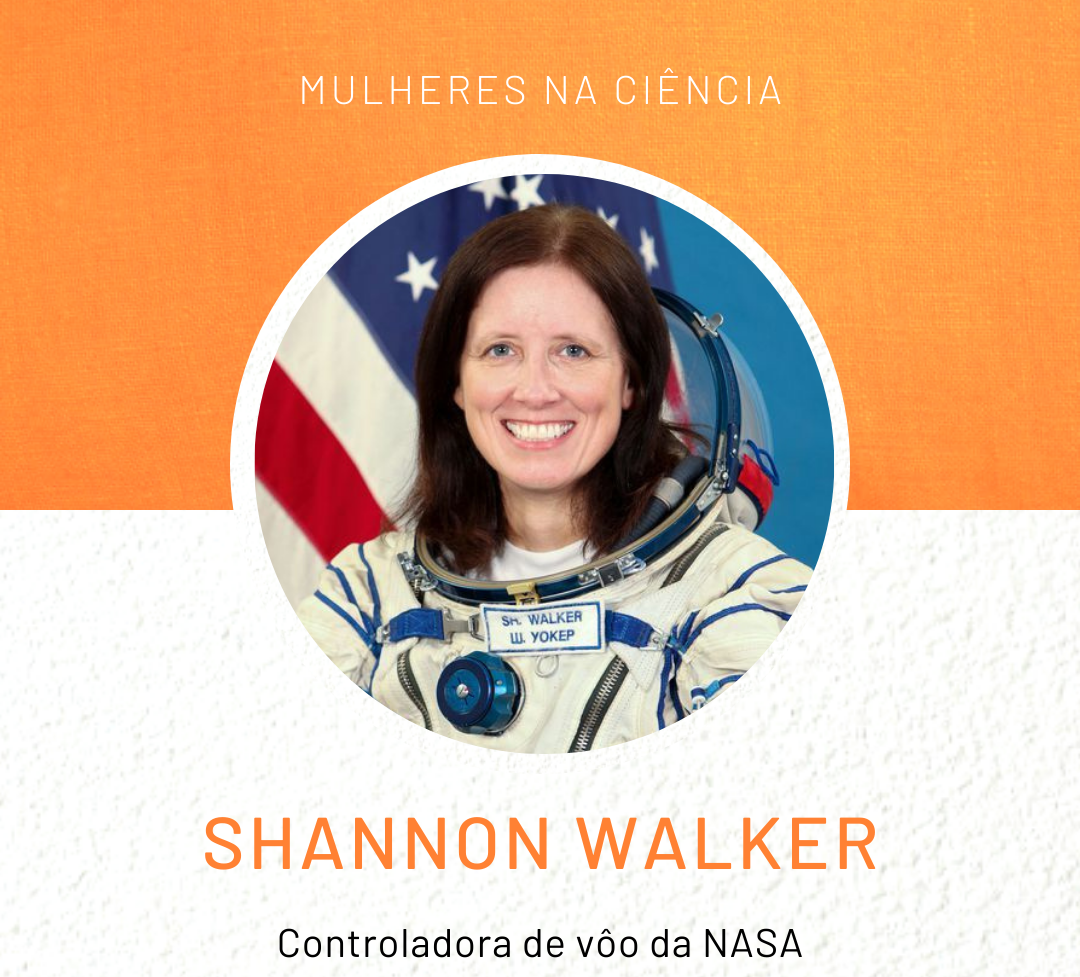 MULHERES NA CIÊNCIA
SH. WALKER
Ш. УОКЕР
SHANNON WALKER
Controladora de vôo da NASA